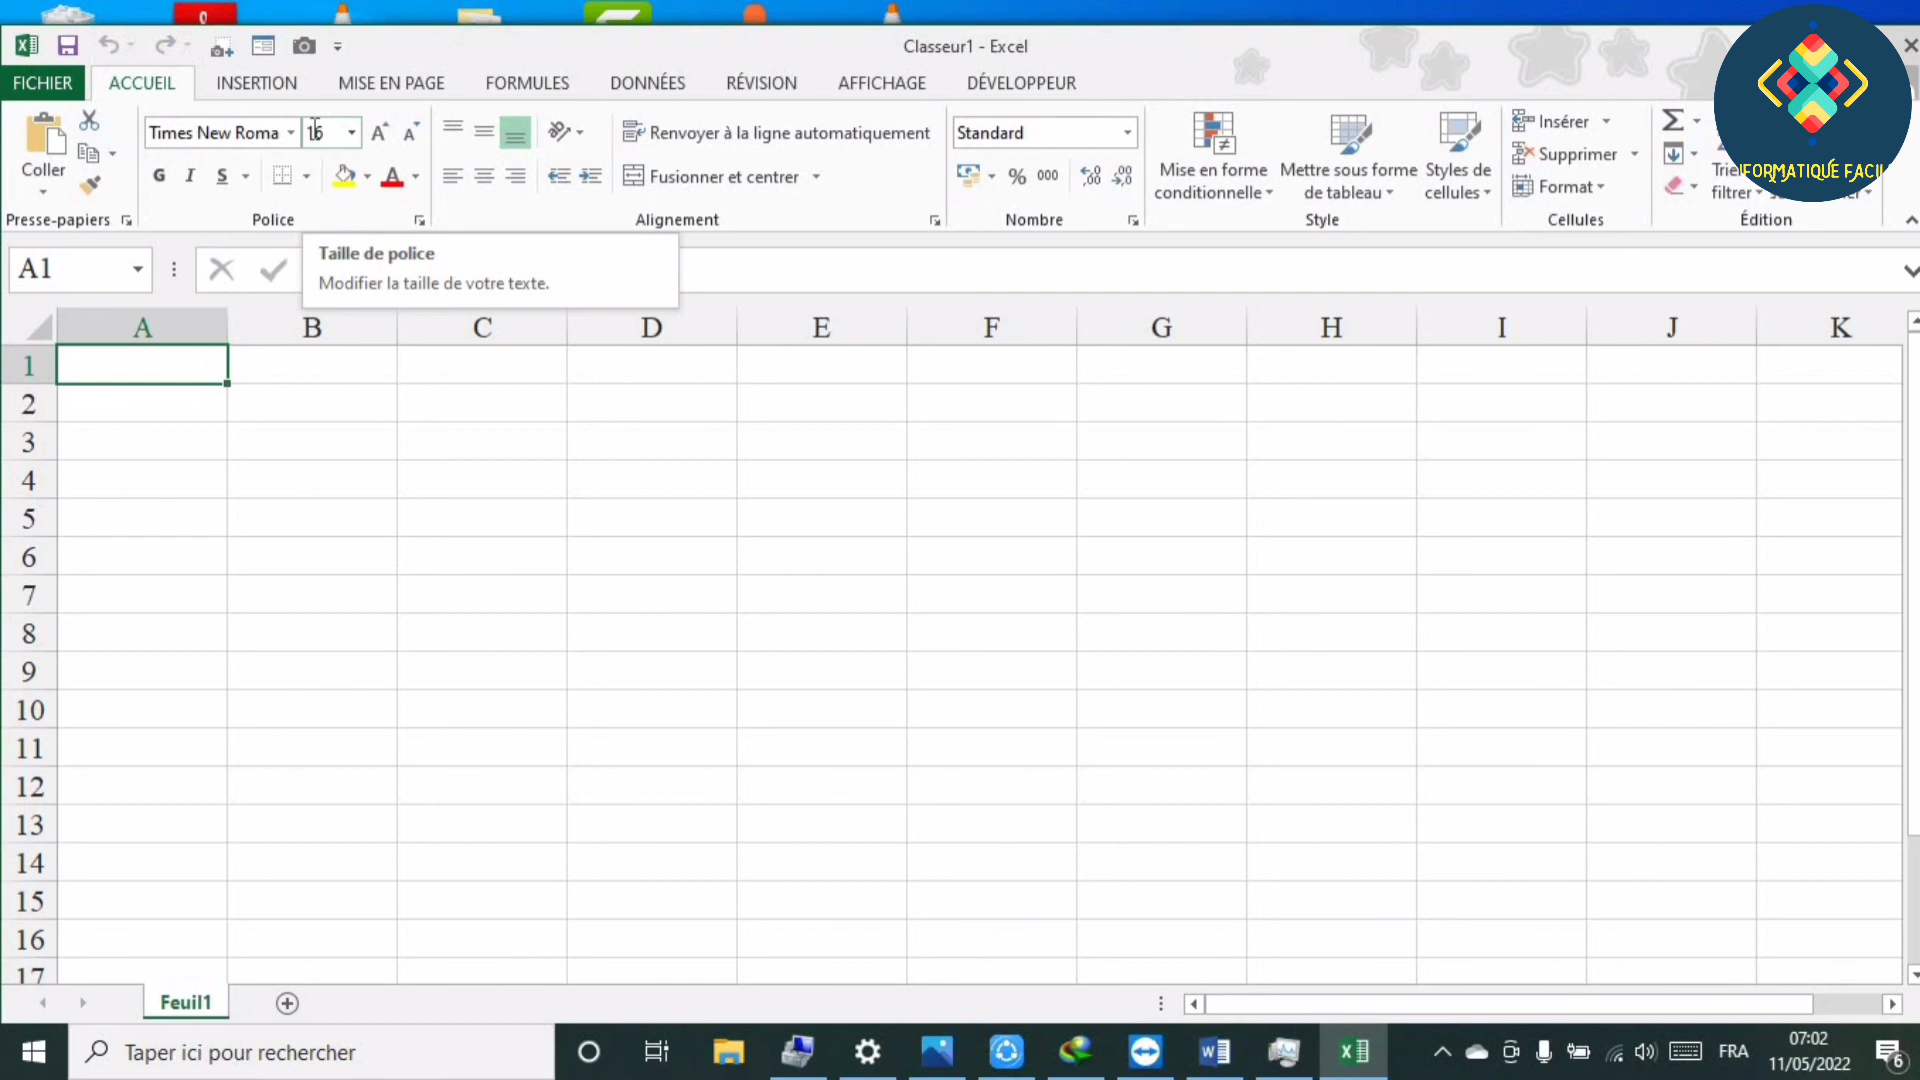 0
Classeur1 - Excel
FICHIER ACCUEIL INSERTION MISE EN PAGE FORMULES DONNÉES RÉVISION AFFICHAGE DÉVELOPPEUR
Times New Roma 16 A A Renvoyer à la ligne automatiquement Standard Insérer Σ
Coller Mise en forme Mettre sous forme Styles de Supprimer
G I S A Fusionner et centrer % 000 conditionnelle de tableau cellules Format filtrer
Presse-papiers Police Alignement Nombre Style Cellules Édition
A1
Taille de police
Modifier la taille de votre texte.
A B C D E F G H I J K
1
2
3
4
5
6
7
8
9
10
11
12
13
14
15
16
17
Feuil1
Taper ici pour rechercher
FRA
07:02
11/05/2022
6